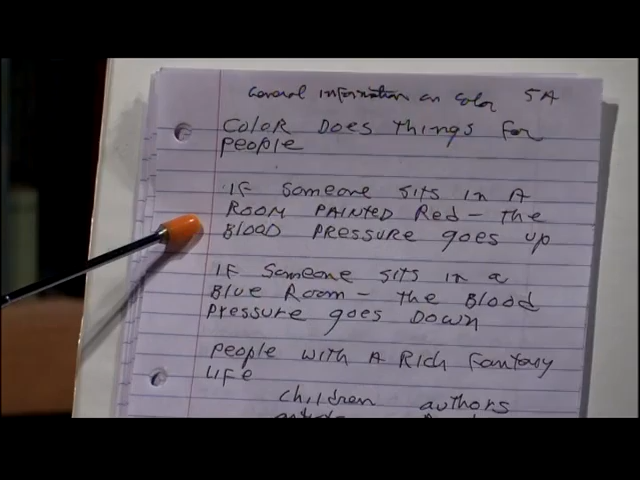 General information on Color 5A
Color Does Things For
people
IF Someone sits in A
Room PAINTED Red - the
BLOOD PRESSURE goes up
IF Someone sits in a
Blue Room - the Blood
Pressure goes Down
People with A Rich Fantasy
LIFe
children authors